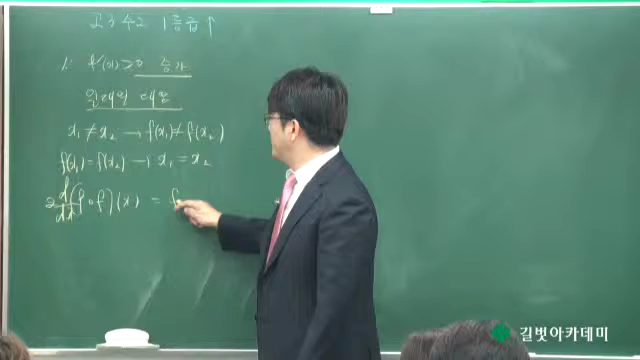 고3 수2 1등급 ↑
1. f'(x) ≥ 0 증가
일대일 대응
x₁ ≠ x₂ → f(x₁) ≠ f(x₂)
f(x₁) = f(x₂) → x₁ = x₂
2. d/dx (f∘f)(x) = f
길벗아카데미